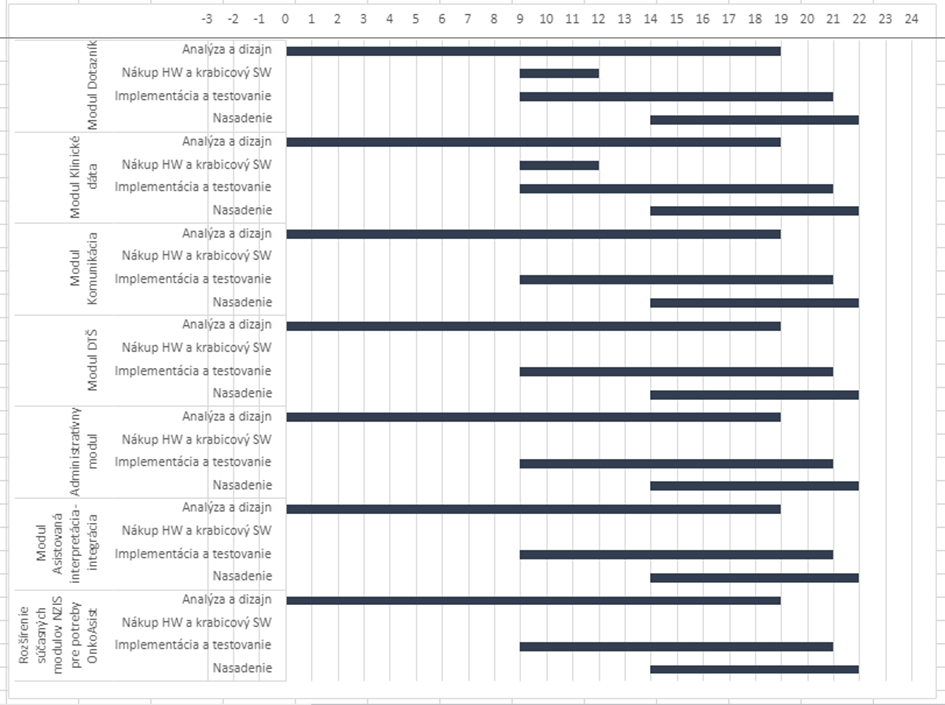 -3 -2 -1 0 1 2 3 4 5 6 7 8 9 10 11 12 13 14 15 16 17 18 19 20 21 22 23 24
Modul Dotazník
Analýza a dizajn
Nákup HW a krabicový SW
Implementácia a testovanie
Nasadenie
Modul Klinické
dáta
Analýza a dizajn
Nákup HW a krabicový SW
Implementácia a testovanie
Nasadenie
Modul
Komunikácia
Analýza a dizajn
Nákup HW a krabicový SW
Implementácia a testovanie
Nasadenie
Modul DTŠ
Analýza a dizajn
Nákup HW a krabicový SW
Implementácia a testovanie
Nasadenie
Administratívny
modul
Analýza a dizajn
Nákup HW a krabicový SW
Implementácia a testovanie
Nasadenie
Modul
Asistovaná
interpretácia-
integrácia
Analýza a dizajn
Nákup HW a krabicový SW
Implementácia a testovanie
Nasadenie
Rozšírenie
súčasných
modulov NZIS
pre potreby
OnkoAsist
Analýza a dizajn
Nákup HW a krabicový SW
Implementácia a testovanie
Nasadenie